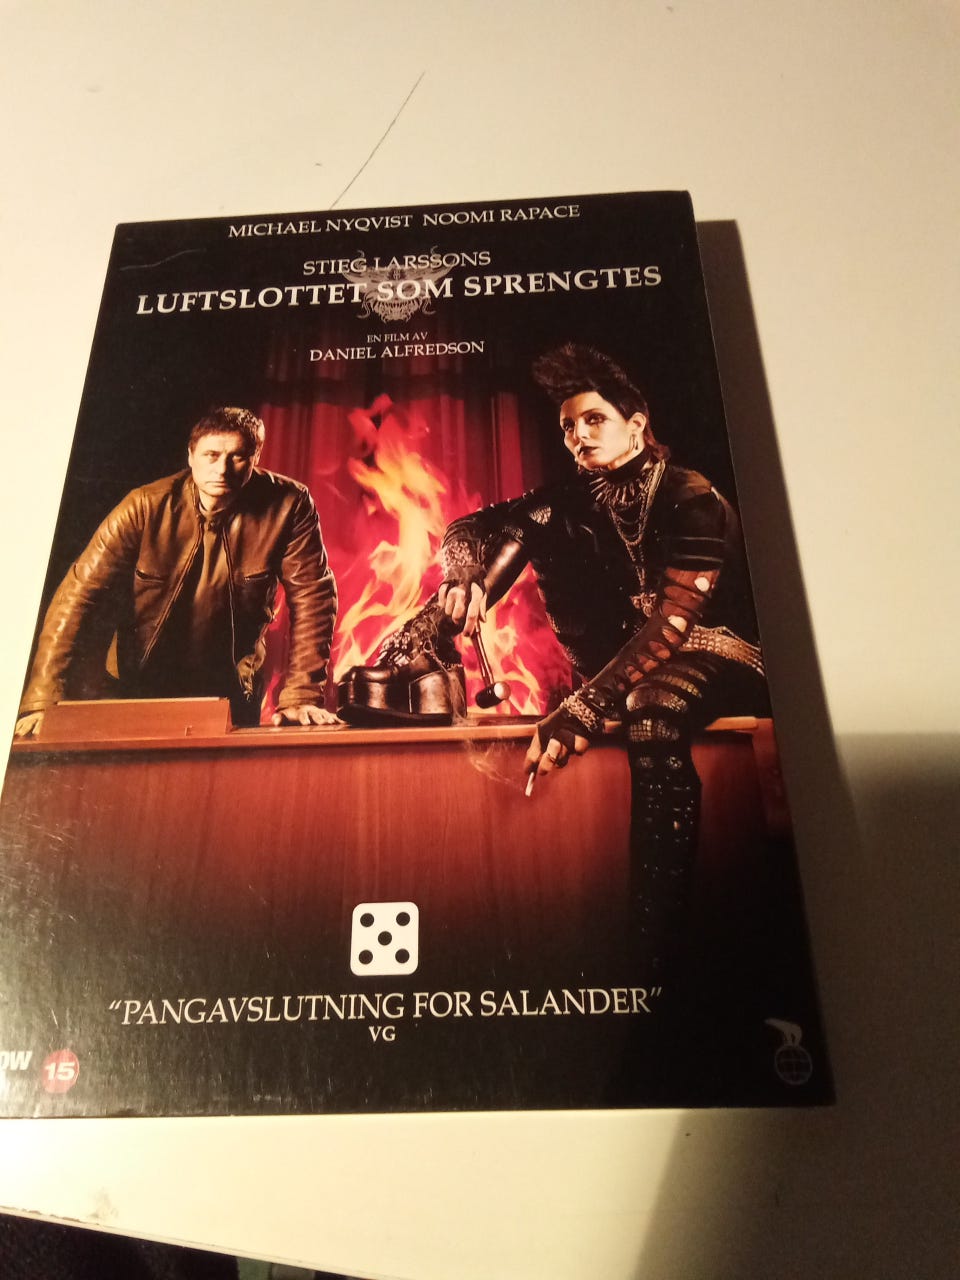 MICHAEL NYQVIST NOOMI RAPACE
STIEG LARSSONS
LUFTSLOTTET SOM SPRENGTES
EN FILM AV
DANIEL ALFREDSON
"PANGAVSLUTNING FOR SALANDER"
VG
OW
15